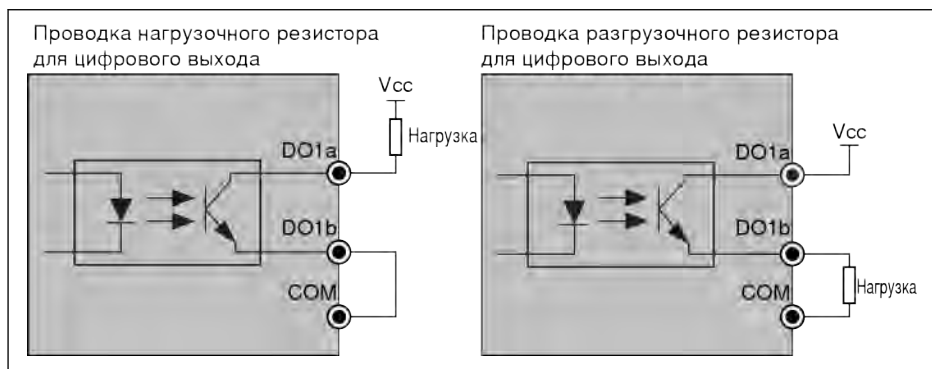 Проводка нагрузочного резистора
для цифрового выхода
Vcc
Нагрузка
DO1a
DO1b
COM
Проводка разгрузочного резистора
для цифрового выхода
Vcc
DO1a
DO1b
COM
Нагрузка